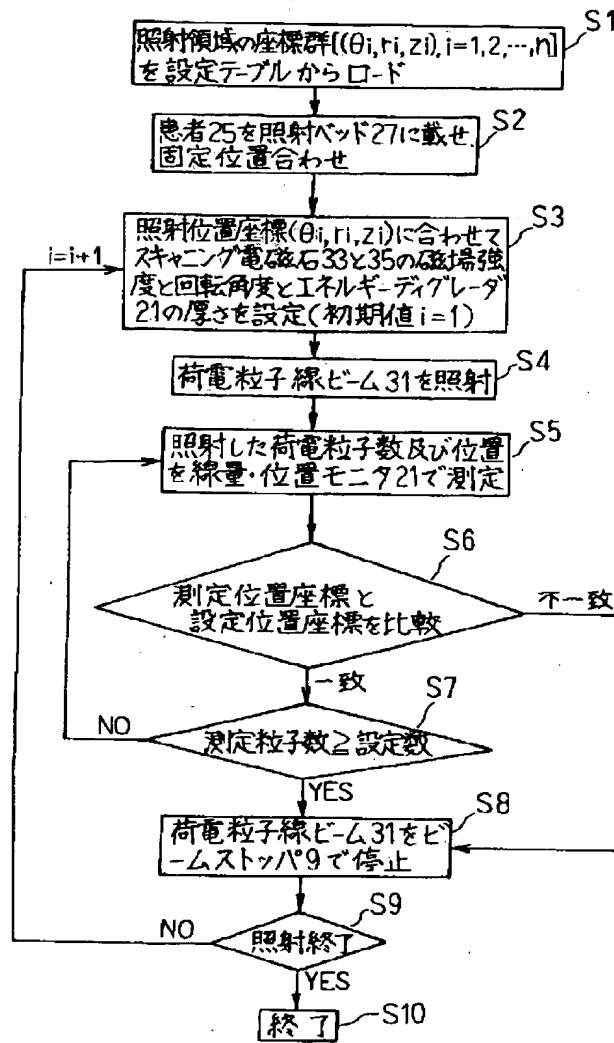 S1
照射領域の座標群[(θi,ri,zi),i=1,2,…,n]
を設定テーブルからロード
S2
患者25を照射ベッド27に載せ
固定位置合わせ
S3
i=i+1
照射位置座標(θi,ri,zi)に合わせて
スキャニング電磁石33と35の磁場強
度と回転角度とエネルギーディグレーダ
21の厚さを設定(初期値i=1)
S4
荷電粒子線ビーム31を照射
S5
照射した荷電粒子数及び位置
を線量・位置モニタ21で測定
S6
測定位置座標と
設定位置座標を比較
不一致
一致
S7
NO
測定粒子数≧設定数
YES
S8
荷電粒子線ビーム31をビ
ームストッパ9で停止
S9
NO
照射終了
YES
S10
終了